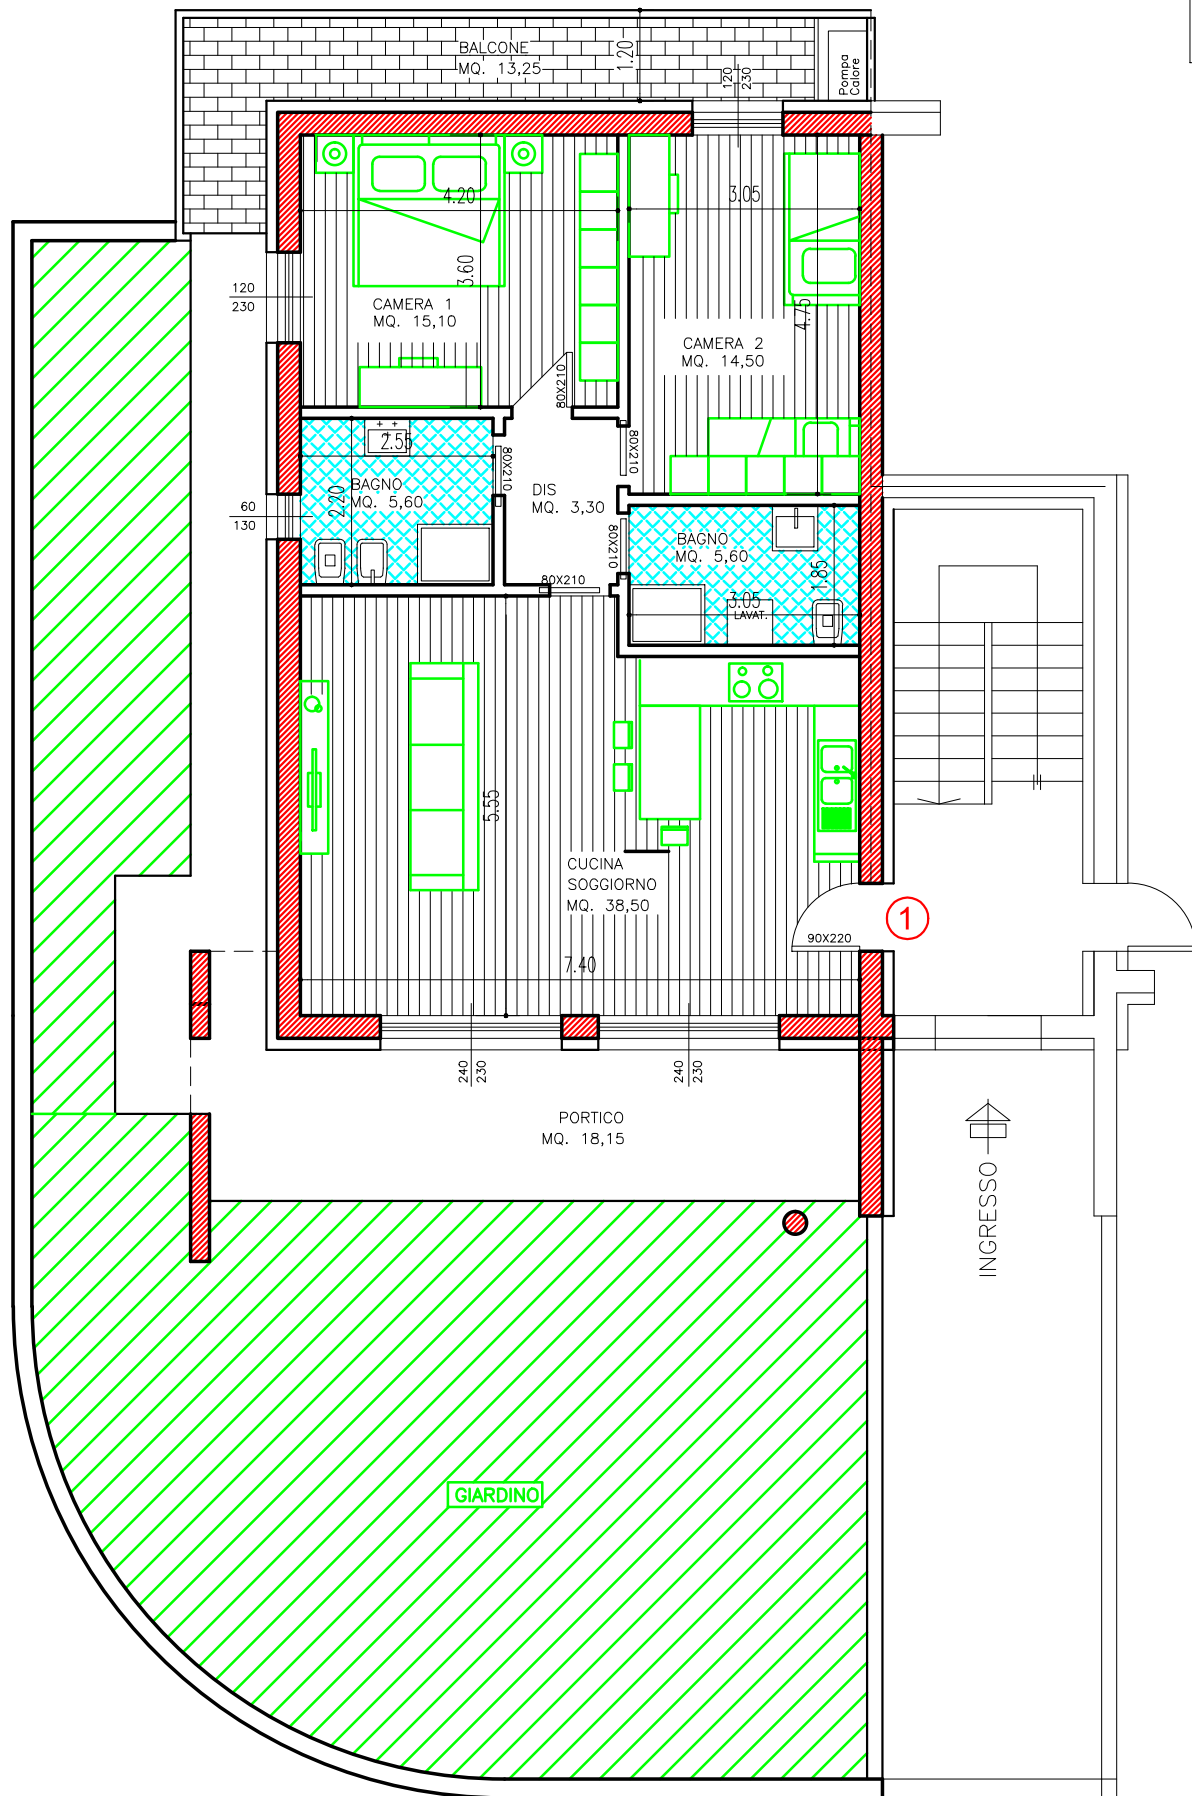 BALCONE
MQ. 13,25
1.20
Pompa
Calore
120
230
4.20
3.60
CAMERA 1
MQ. 15,10
80X210
120
230
3.05
4.75
CAMERA 2
MQ. 14,50
80X210
2.55
2.20
BAGNO
MQ. 5,60
80X210
60
130
DIS
MQ. 3,30
80X210
80X210
BAGNO
MQ. 5,60
1.85
3.05
LAVAT.
5.55
CUCINA
SOGGIORNO
MQ. 38,50
7.40
90X220
1
240
230
240
230
PORTICO
MQ. 18,15
INGRESSO
GIARDINO